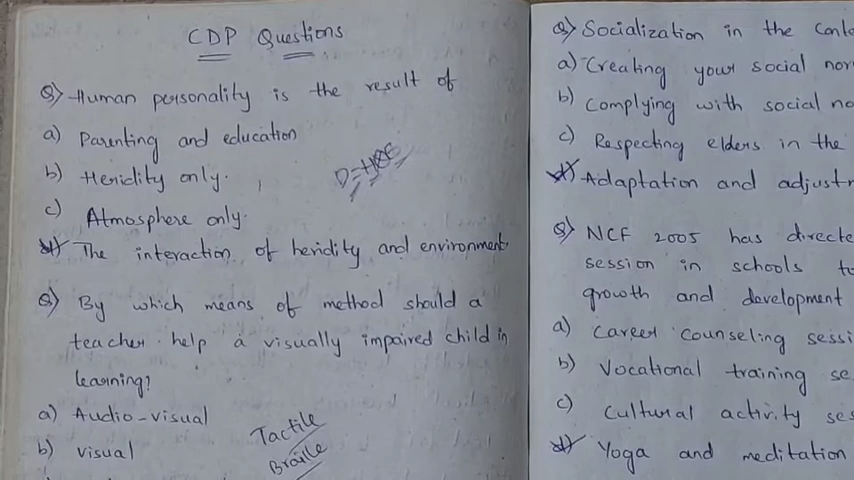 CDP Questions
Q) Human personality is the result of
a) Parenting and education
b) Heridity only.
c) Atmosphere only.
d) The interaction of heridity and environment.
D=H&E
Q) By which means of method should a
teacher help a visually impaired child in
learning?
a) Audio-visual
b) visual
Tactile
Braille
Q) Socialization in the
a) Creating your social
b) Complying with social
c) Respecting elders in the
d) Adaptation and
Q) NCF 2005 has
session in schools
growth and development
a) Career counseling
b) Vocational training
c) Cultural activity
d) Yoga and meditation